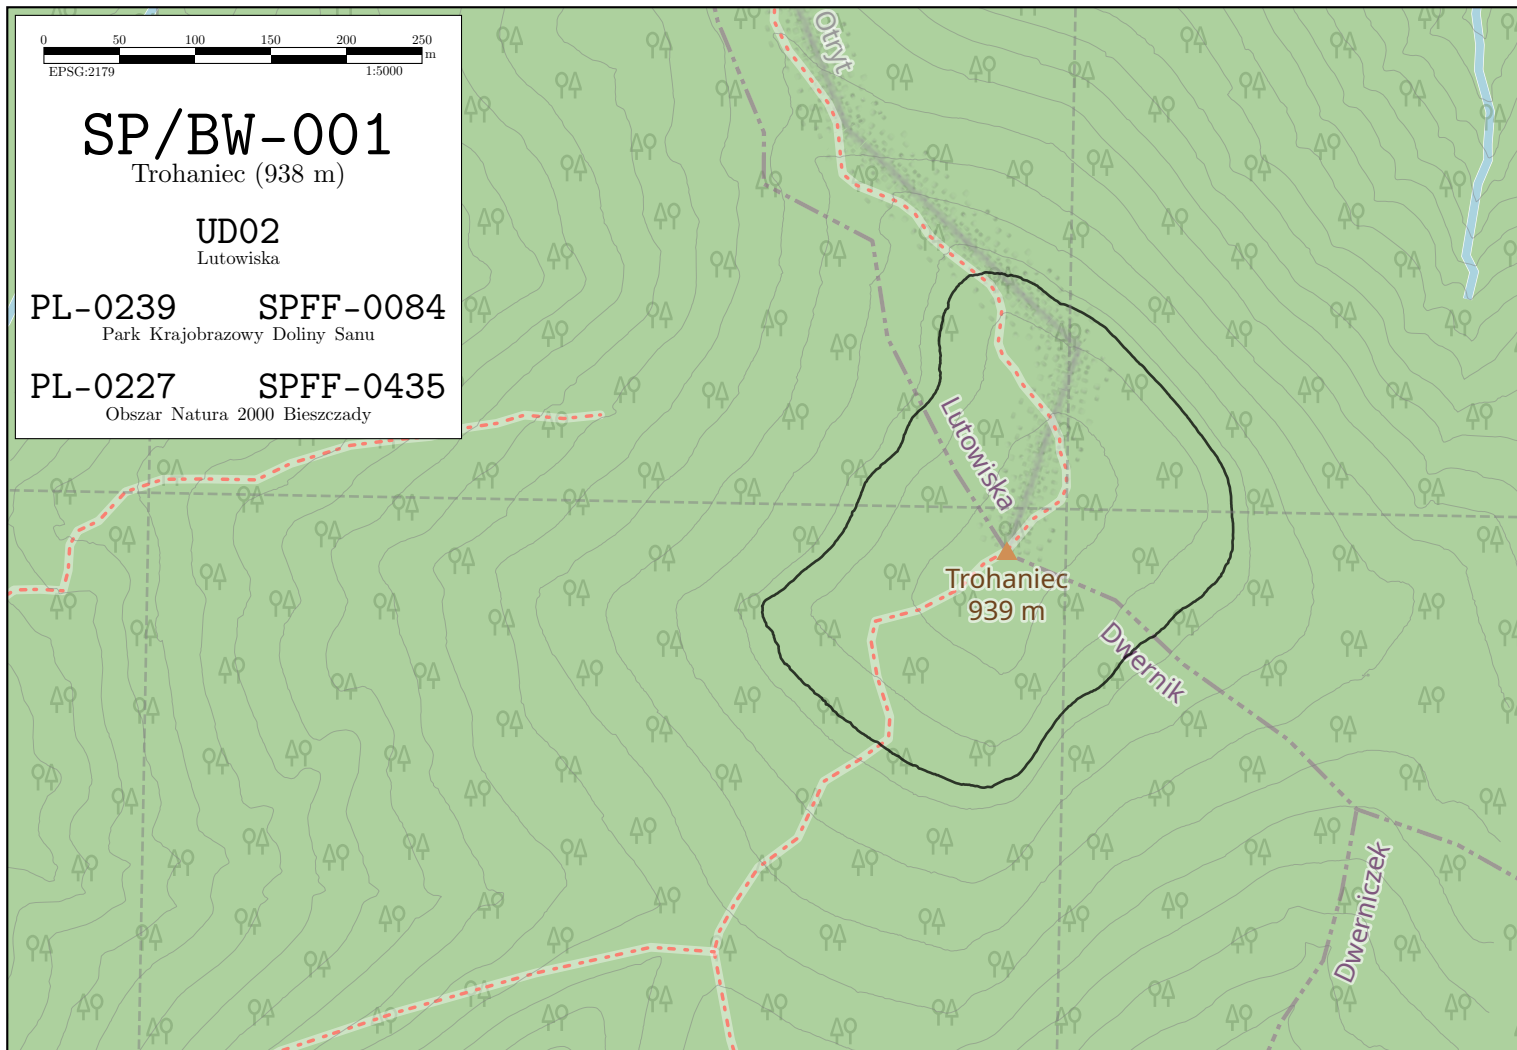 0 50 100 150 200 250
m
EPSG:2179 1:5000
SP/BW-001
Trohaniec (938 m)
UD02
Lutowiska
PL-0239 SPFF-0084
Park Krajobrazowy Doliny Sanu
PL-0227 SPFF-0435
Obszar Natura 2000 Bieszczady
Otryt
Lutowiska
Trohaniec
939 m
Dwernik
Dwerniczek